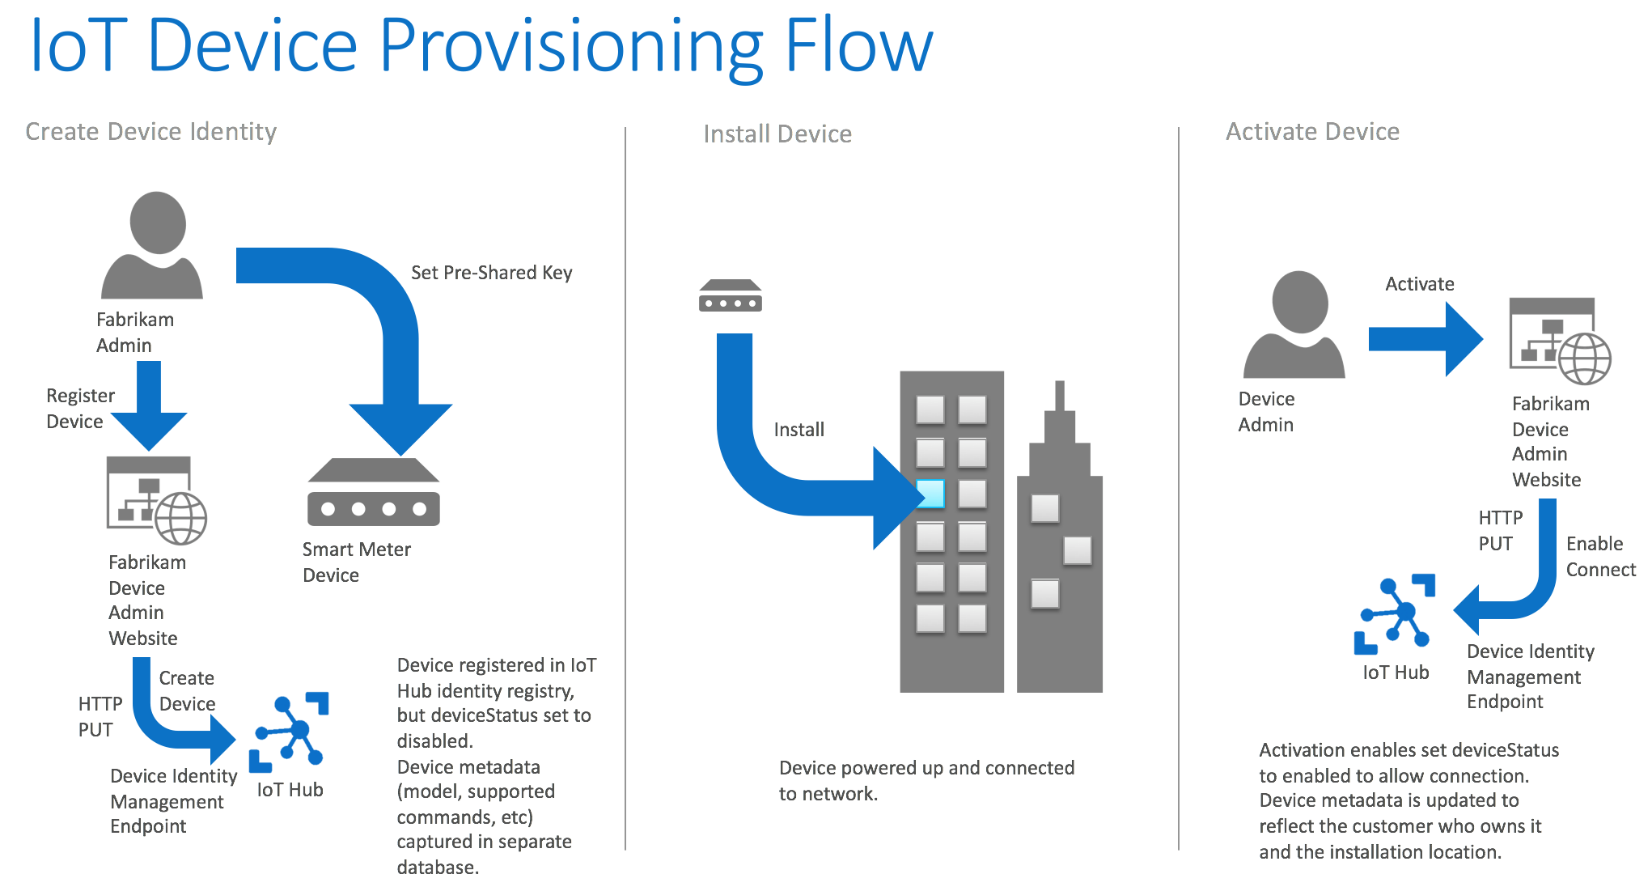 IoT Device Provisioning Flow
Create Device Identity
Fabrikam
Admin
Set Pre-Shared Key
Register
Device
Fabrikam
Device
Admin
Website
Smart Meter
Device
Create
Device
HTTP
PUT
Device Identity
Management
Endpoint
IoT Hub
Device registered in IoT
Hub identity registry,
but deviceStatus set to
disabled.
Device metadata
(model, supported
commands, etc)
captured in separate
database.
Install Device
Install
Device powered up and connected
to network.
Activate Device
Device
Admin
Activate
Fabrikam
Device
Admin
Website
HTTP
PUT
Enable
Connect
IoT Hub
Device Identity
Management
Endpoint
Activation enables set deviceStatus
to enabled to allow connection.
Device metadata is updated to
reflect the customer who owns it
and the installation location.